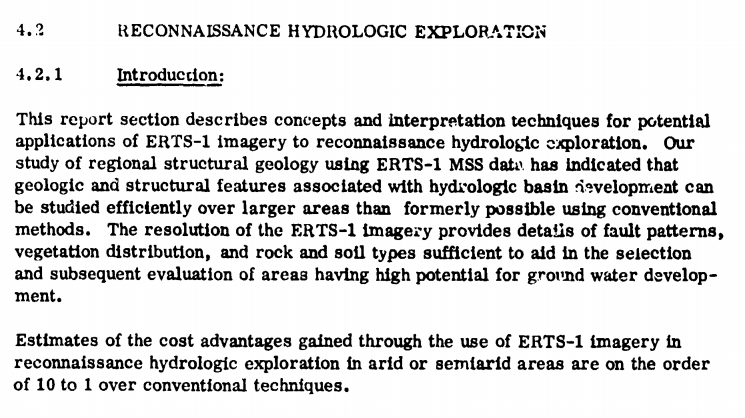 4.2 RECONNAISSANCE HYDROLOGIC EXPLORATION
4.2.1 Introduction:
This report section describes concepts and interpretation techniques for potential
applications of ERTS-1 imagery to reconnaissance hydrologic exploration. Our
study of regional structural geology using ERTS-1 MSS data has indicated that
geologic and structural features associated with hydrologic basin development can
be studied efficiently over larger areas than formerly possible using conventional
methods. The resolution of the ERTS-1 imagery provides details of fault patterns,
vegetation distribution, and rock and soil types sufficient to aid in the selection
and subsequent evaluation of areas having high potential for ground water develop-
ment.
Estimates of the cost advantages gained through the use of ERTS-1 imagery in
reconnaissance hydrologic exploration in arid or semiarid areas are on the order
of 10 to 1 over conventional techniques.